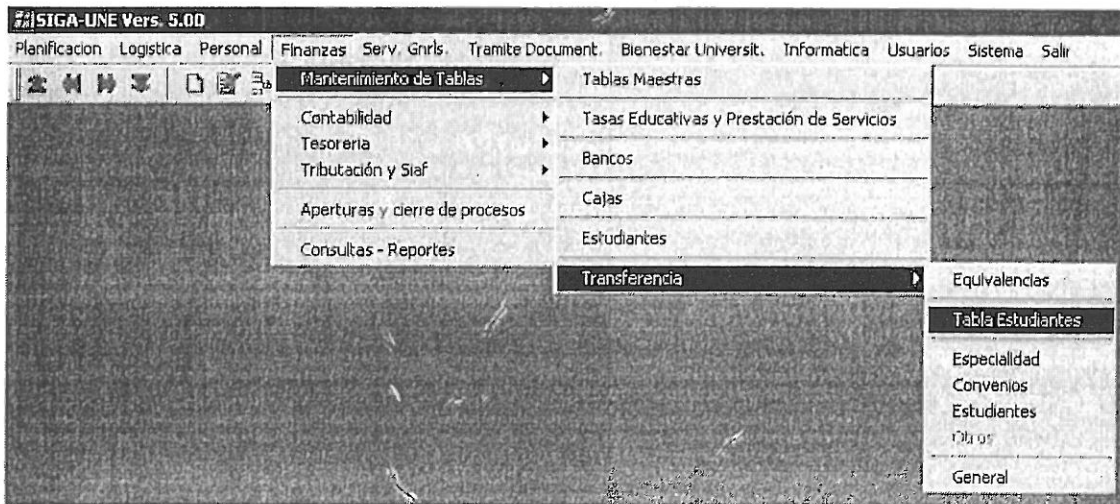 SIGA-UNE Vers. 5.00
Planificacion Logistica Personal Finanzas Serv. Gnrls. Tramite Document. Bienestar Universit. Informatica Usuarios Sistema Salir
Mantenimiento de Tablas
Contabilidad
Tesoreria
Tributación y Siaf
Aperturas y cierre de procesos
Consultas - Reportes
Tablas Maestras
Tasas Educativas y Prestación de Servicios
Bancos
Cajas
Estudiantes
Transferencia
Equivalencias
Tabla Estudiantes
Especialidad
Convenios
Estudiantes
Otros
General